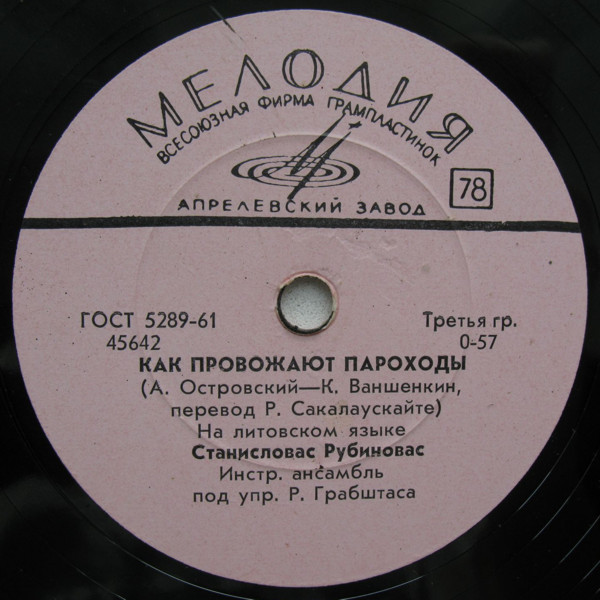 МЕЛОДИЯ
ВСЕСОЮЗНАЯ ФИРМА ГРАМПЛАСТИНОК
78
АПРЕЛЕВСКИЙ ЗАВОД
ГОСТ 5289-61 Третья гр.
45642 0-57
КАК ПРОВОЖАЮТ ПАРОХОДЫ
(А. Островский—К. Ваншенкин,
перевод Р. Сакалаускайте)
На литовском языке
Станисловас Рубиновас
Инстр. ансамбль
под упр. Р. Грабштаса